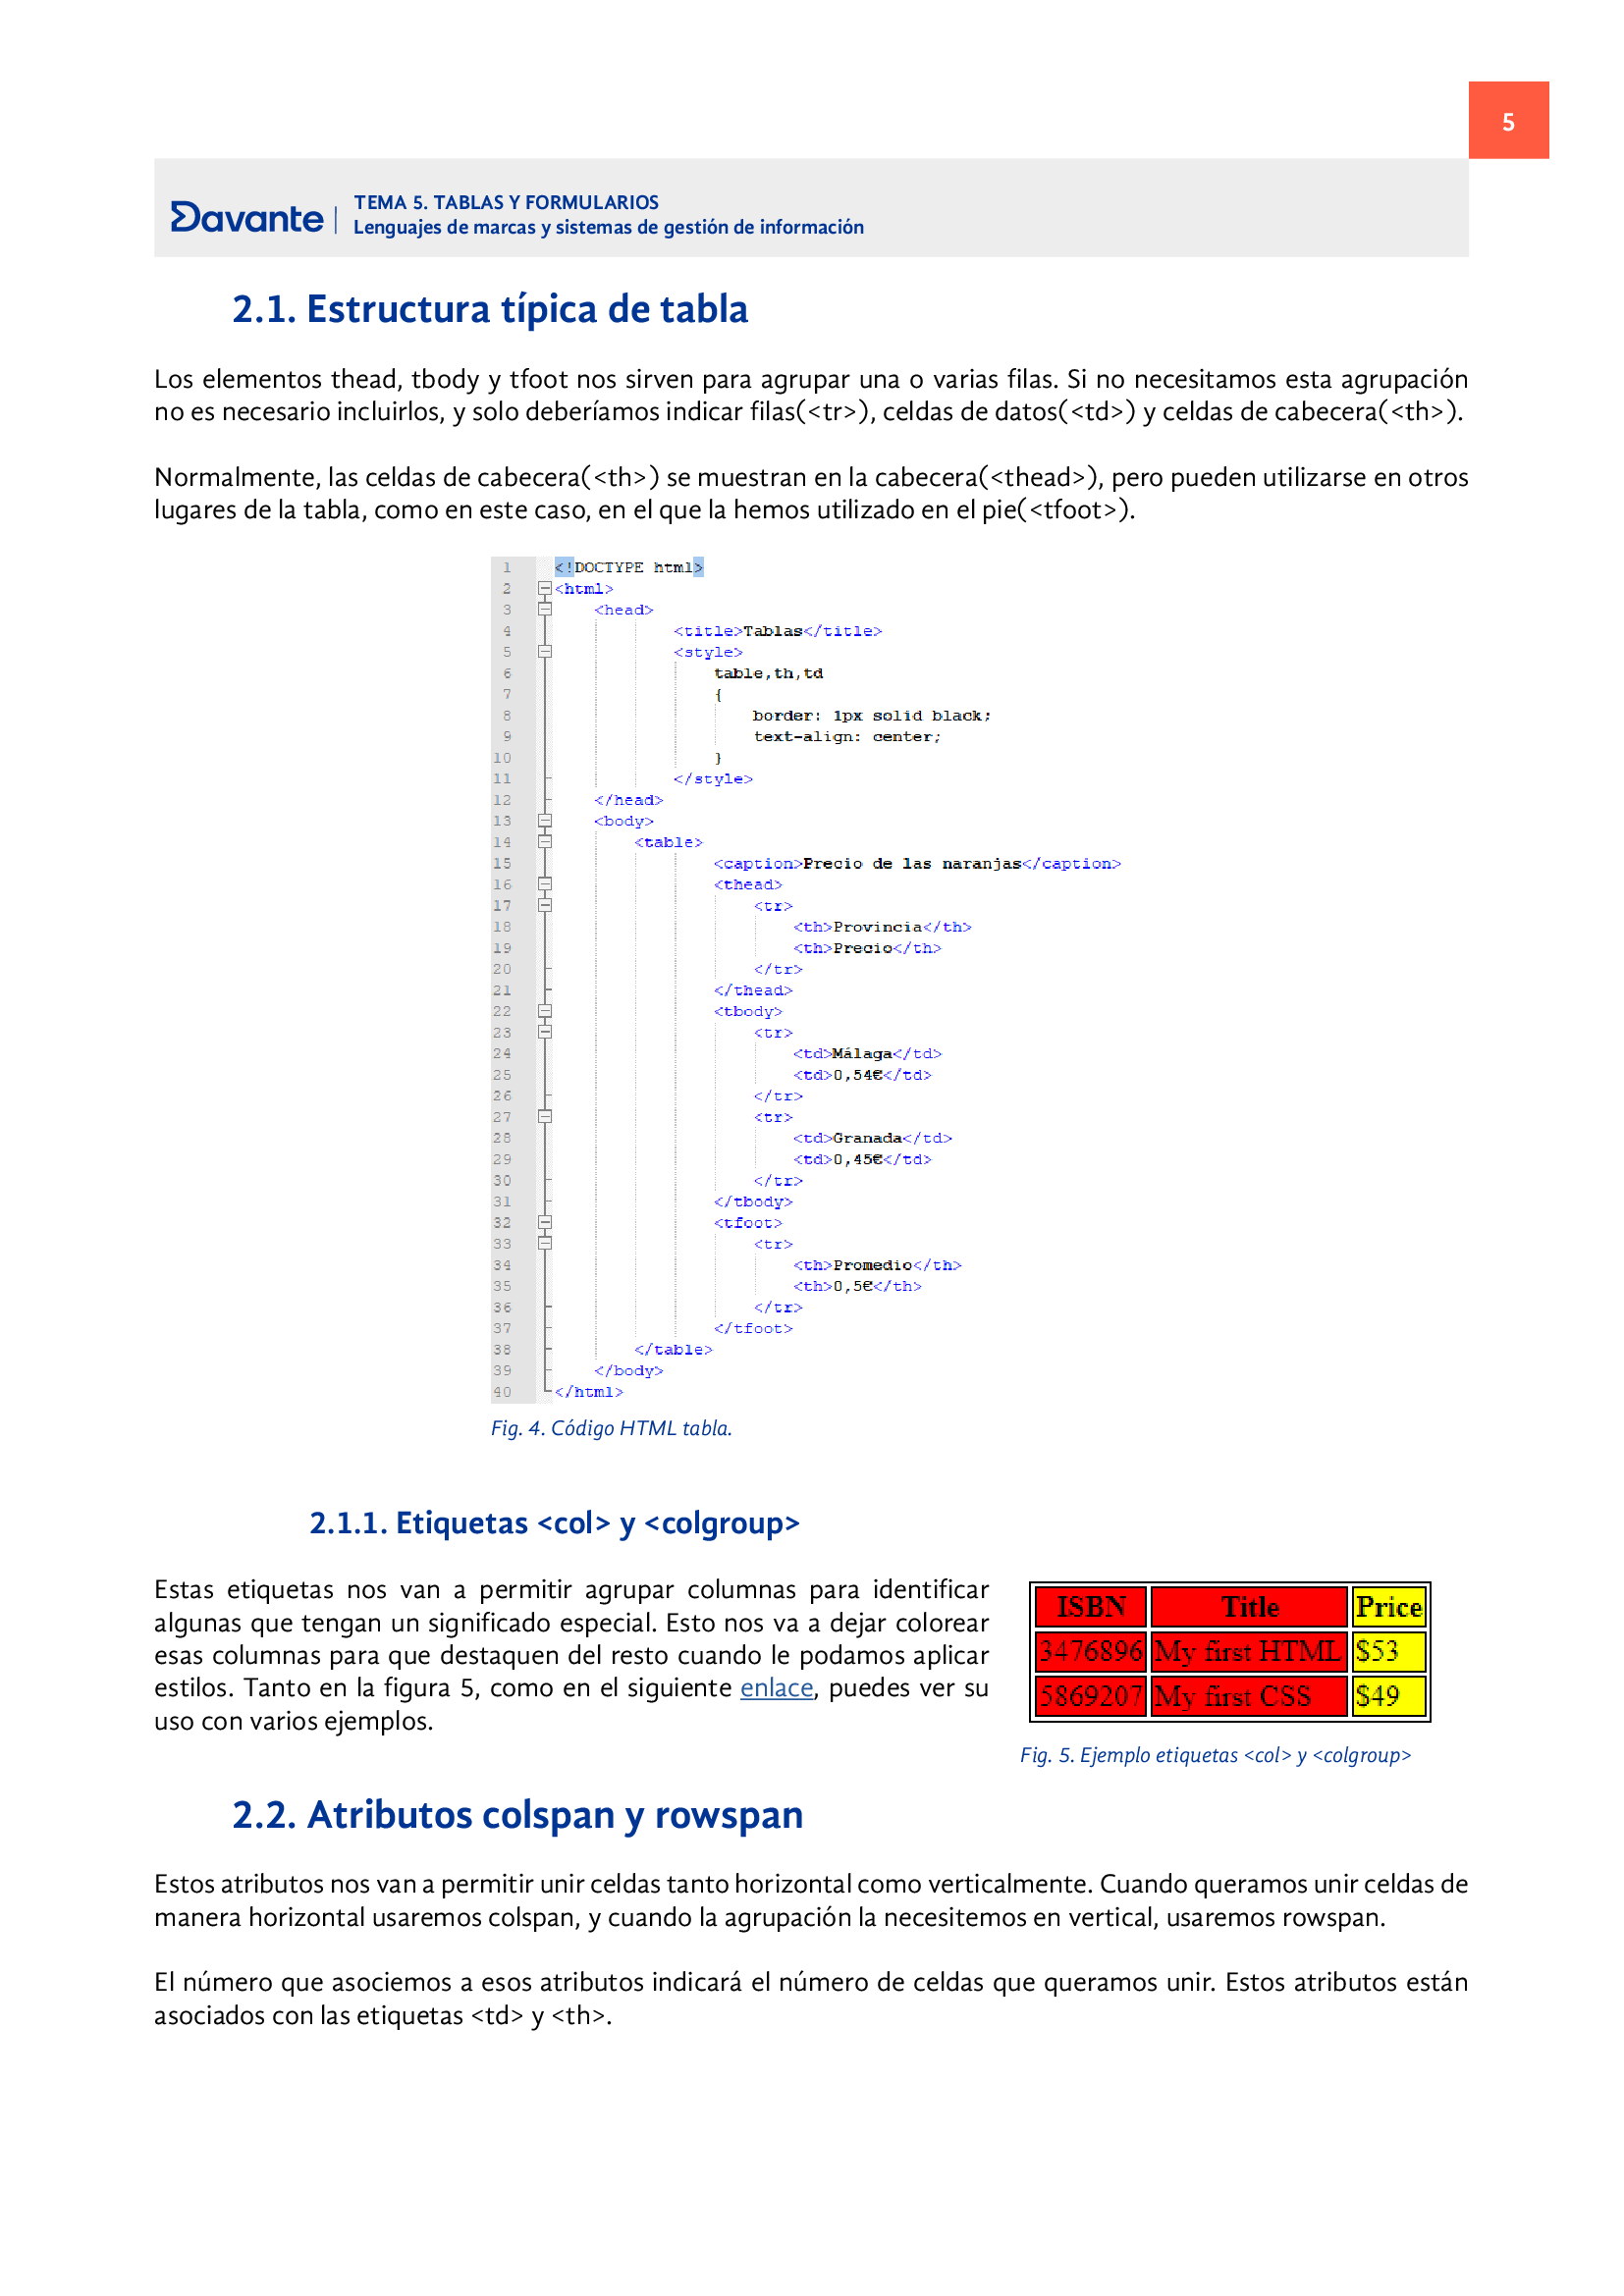 5
Davante
TEMA 5. TABLAS Y FORMULARIOS
Lenguajes de marcas y sistemas de gestión de información
2.1. Estructura típica de tabla
Los elementos thead, tbody y tfoot nos sirven para agrupar una o varias filas. Si no necesitamos esta agrupación
no es necesario incluirlos, y solo deberíamos indicar filas(<tr>), celdas de datos(<td>) y celdas de cabecera(<th>).
Normalmente, las celdas de cabecera(<th>) se muestran en la cabecera(<thead>), pero pueden utilizarse en otros
lugares de la tabla, como en este caso, en el que la hemos utilizado en el pie(<tfoot>).
1 <!DOCTYPE html>
2 <html>
3 <head>
4 <title>Tablas</title>
5 <style>
6 table,th,td
7 {
8 border: 1px solid black;
9 text-align: center;
10 }
11 </style>
12 </head>
13 <body>
14 <table>
15 <caption>Precio de las naranjas</caption>
16 <thead>
17 <tr>
18 <th>Provincia</th>
19 <th>Precio</th>
20 </tr>
21 </thead>
22 <tbody>
23 <tr>
24 <td>Málaga</td>
25 <td>0,54€</td>
26 </tr>
27 <tr>
28 <td>Granada</td>
29 <td>0,45€</td>
30 </tr>
31 </tbody>
32 <tfoot>
33 <tr>
34 <th>Promedio</th>
35 <th>0,5€</th>
36 </tr>
37 </tfoot>
38 </table>
39 </body>
40 </html>
Fig. 4. Código HTML tabla.
2.1.1. Etiquetas <col> y <colgroup>
Estas etiquetas nos van a permitir agrupar columnas para identificar
algunas que tengan un significado especial. Esto nos va a dejar colorear
esas columnas para que destaquen del resto cuando le podamos aplicar
estilos. Tanto en la figura 5, como en el siguiente enlace, puedes ver su
uso con varios ejemplos.
ISBN Title Price
3476896 My first HTML $53
5869207 My first CSS $49
Fig. 5. Ejemplo etiquetas <col> y <colgroup>
2.2. Atributos colspan y rowspan
Estos atributos nos van a permitir unir celdas tanto horizontal como verticalmente. Cuando queramos unir celdas de
manera horizontal usaremos colspan, y cuando la agrupación la necesitemos en vertical, usaremos rowspan.
El número que asociemos a esos atributos indicará el número de celdas que queramos unir. Estos atributos están
asociados con las etiquetas <td> y <th>.